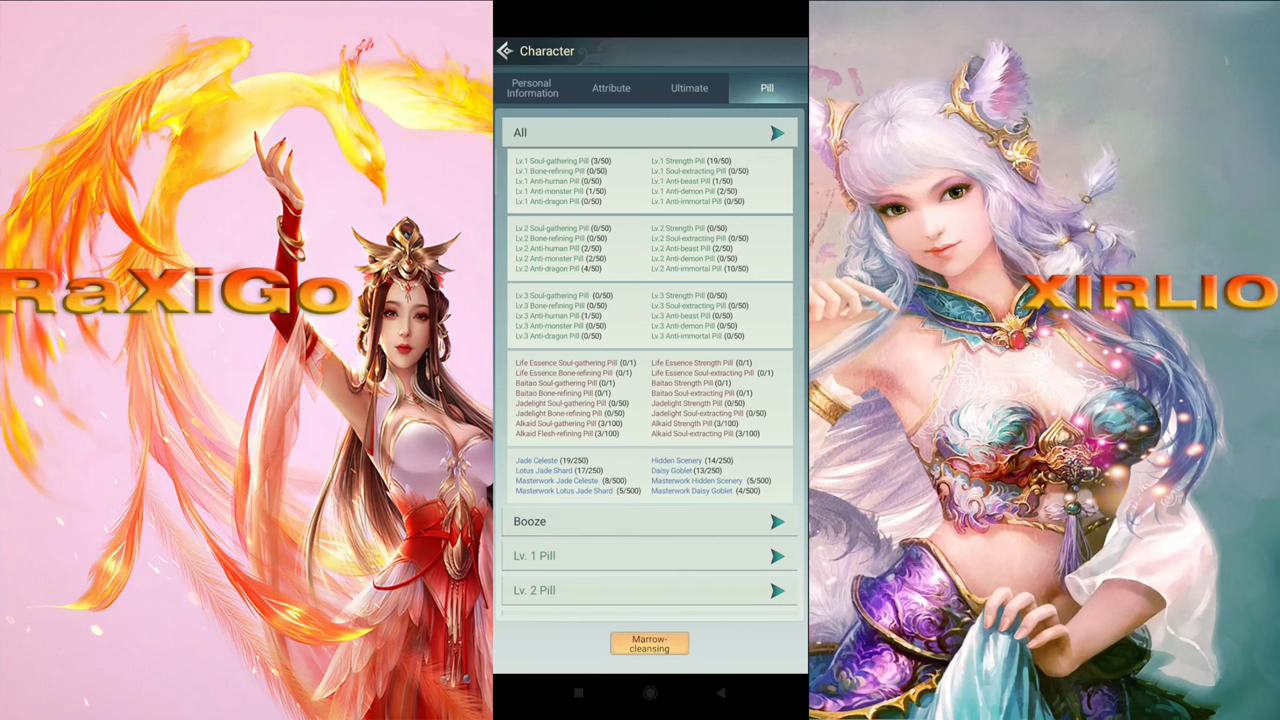 RaXiGo
Character
Personal Information
Attribute
Ultimate
Pill
All
Lv.1 Soul-gathering Pill (3/50)
Lv.1 Strength Pill (19/50)
Lv.1 Bone-refining Pill (0/50)
Lv.1 Soul-extracting Pill (0/50)
Lv.1 Anti-human Pill (0/50)
Lv.1 Anti-beast Pill (1/50)
Lv.1 Anti-monster Pill (1/50)
Lv.1 Anti-demon Pill (2/50)
Lv.1 Anti-dragon Pill (0/50)
Lv.1 Anti-immortal Pill (0/50)
Lv.2 Soul-gathering Pill (0/50)
Lv.2 Strength Pill (0/50)
Lv.2 Bone-refining Pill (0/50)
Lv.2 Soul-extracting Pill (0/50)
Lv.2 Anti-human Pill (2/50)
Lv.2 Anti-beast Pill (2/50)
Lv.2 Anti-monster Pill (2/50)
Lv.2 Anti-demon Pill (0/50)
Lv.2 Anti-dragon Pill (4/50)
Lv.2 Anti-immortal Pill (10/50)
Lv.3 Soul-gathering Pill (0/50)
Lv.3 Strength Pill (0/50)
Lv.3 Bone-refining Pill (0/50)
Lv.3 Soul-extracting Pill (0/50)
Lv.3 Anti-human Pill (1/50)
Lv.3 Anti-beast Pill (0/50)
Lv.3 Anti-monster Pill (0/50)
Lv.3 Anti-demon Pill (0/50)
Lv.3 Anti-dragon Pill (0/50)
Lv.3 Anti-immortal Pill (0/50)
Life Essence Soul-gathering Pill (0/1)
Life Essence Strength Pill (0/1)
Life Essence Bone-refining Pill (0/1)
Life Essence Soul-extracting Pill (0/1)
Baitao Soul-gathering Pill (0/1)
Baitao Strength Pill (0/1)
Baitao Bone-refining Pill (0/1)
Baitao Soul-extracting Pill (0/1)
Jadelight Soul-gathering Pill (0/50)
Jadelight Strength Pill (0/50)
Jadelight Bone-refining Pill (0/50)
Jadelight Soul-extracting Pill (0/50)
Alkaid Soul-gathering Pill (3/100)
Alkaid Strength Pill (3/100)
Alkaid Flesh-refining Pill (3/100)
Alkaid Soul-extracting Pill (3/100)
Jade Celeste (19/250)
Hidden Scenery (14/250)
Lotus Jade Shard (17/250)
Daisy Goblet (13/250)
Masterwork Jade Celeste (8/500)
Masterwork Hidden Scenery (5/500)
Masterwork Lotus Jade Shard (5/500)
Masterwork Daisy Goblet (4/500)
Booze
Lv. 1 Pill
Lv. 2 Pill
Marrow-
cleansing
XIRLIO